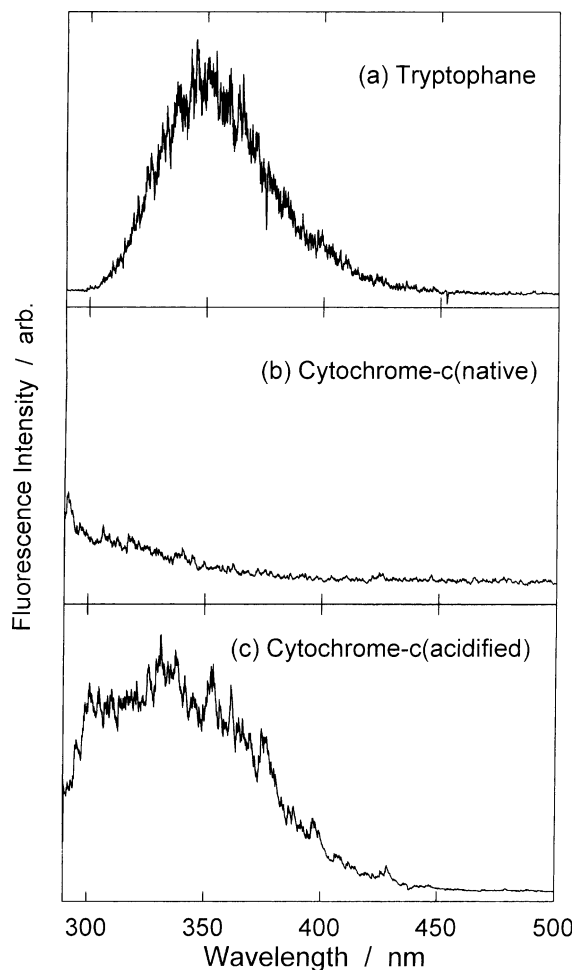 (a) Tryptophane
(b) Cytochrome-c(native)
(c) Cytochrome-c(acidified)
Fluorescence Intensity / arb.
300 350 400 450 500
Wavelength / nm